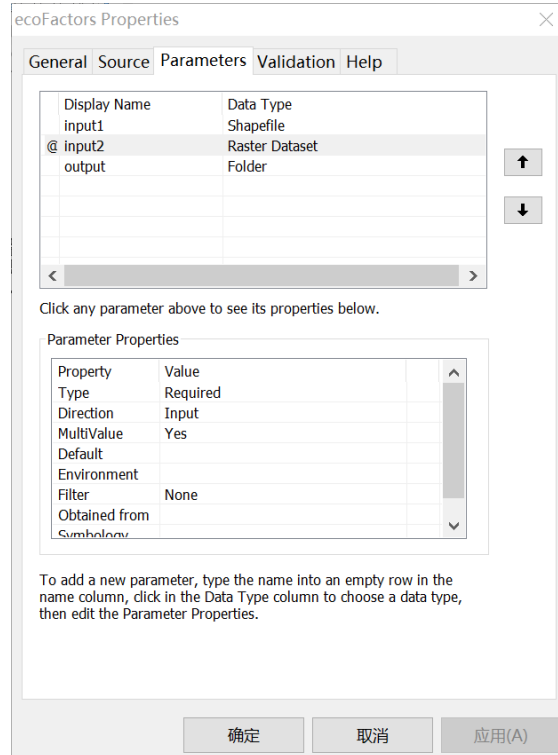 ecoFactors Properties
General Source Parameters Validation Help
Display Name Data Type
input1 Shapefile
@ input2 Raster Dataset
output Folder
Click any parameter above to see its properties below.
Parameter Properties
Property Value
Type Required
Direction Input
MultiValue Yes
Default
Environment
Filter None
Obtained from
Symbology
To add a new parameter, type the name into an empty row in the
name column, click in the Data Type column to choose a data type,
then edit the Parameter Properties.
确定 取消 应用(A)